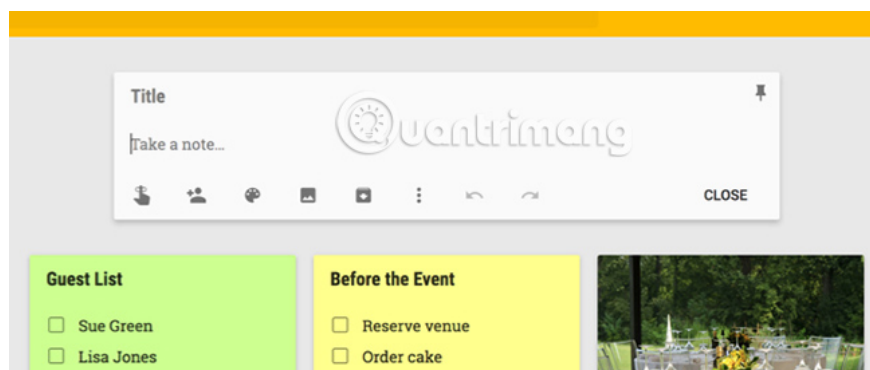 Title
Quantrimang
Take a note...
CLOSE
Guest List
Sue Green
Lisa Jones
Before the Event
Reserve venue
Order cake